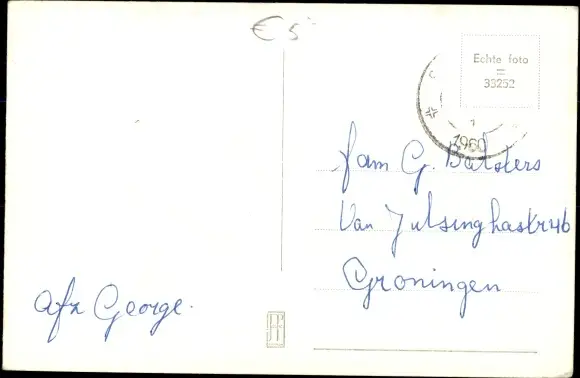 € 5-
Echte foto
=
33252
1960
fam G. Balsters
Van Julsinghastr 46
Groningen
afz George.